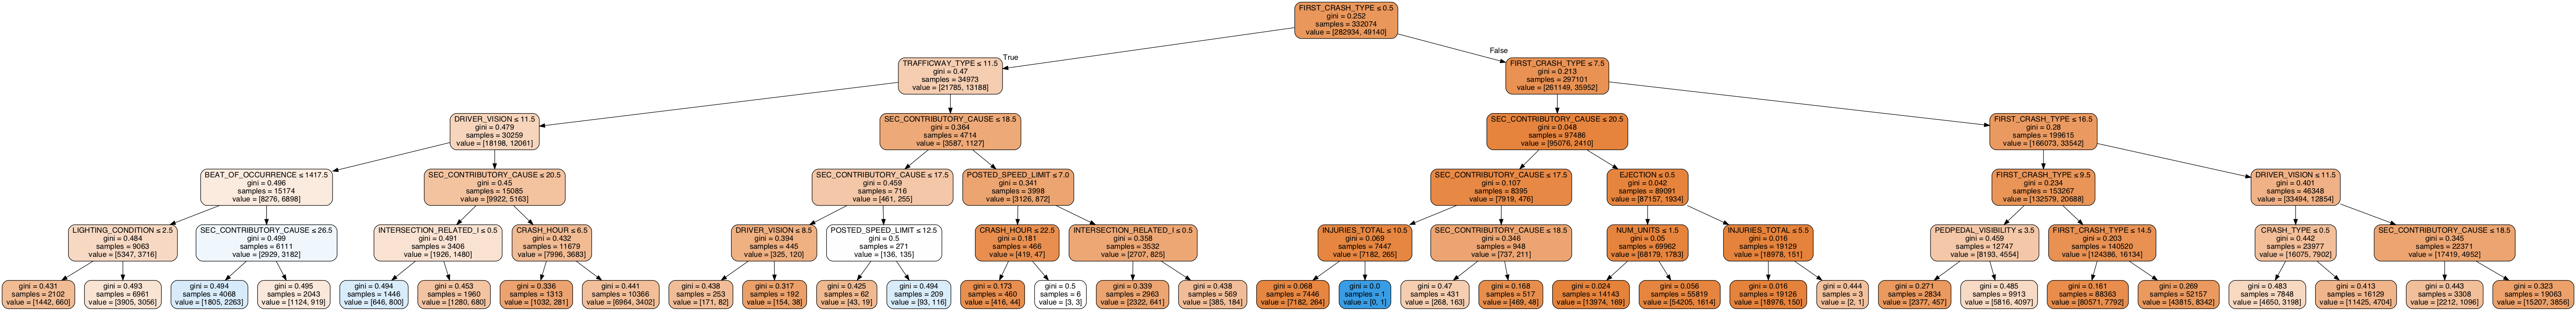 FIRST_CRASH_TYPE ≤ 0.5
gini = 0.252
samples = 332074
value = [282934, 49140]
True
False
TRAFFICWAY_TYPE ≤ 11.5
gini = 0.47
samples = 34973
value = [21785, 13188]
FIRST_CRASH_TYPE ≤ 7.5
gini = 0.213
samples = 297101
value = [261149, 35952]
DRIVER_VISION ≤ 11.5
gini = 0.479
samples = 30259
value = [18198, 12061]
SEC_CONTRIBUTORY_CAUSE ≤ 18.5
gini = 0.364
samples = 4714
value = [3587, 1127]
SEC_CONTRIBUTORY_CAUSE ≤ 20.5
gini = 0.048
samples = 97486
value = [95076, 2410]
FIRST_CRASH_TYPE ≤ 16.5
gini = 0.28
samples = 199615
value = [166073, 33542]
BEAT_OF_OCCURRENCE ≤ 1417.5
gini = 0.496
samples = 15174
value = [8276, 6898]
SEC_CONTRIBUTORY_CAUSE ≤ 20.5
gini = 0.45
samples = 15085
value = [9922, 5163]
SEC_CONTRIBUTORY_CAUSE ≤ 17.5
gini = 0.459
samples = 716
value = [461, 255]
POSTED_SPEED_LIMIT ≤ 7.0
gini = 0.341
samples = 3998
value = [3126, 872]
SEC_CONTRIBUTORY_CAUSE ≤ 17.5
gini = 0.107
samples = 8395
value = [7919, 476]
EJECTION ≤ 0.5
gini = 0.042
samples = 89091
value = [87157, 1934]
FIRST_CRASH_TYPE ≤ 9.5
gini = 0.234
samples = 153267
value = [132579, 20688]
DRIVER_VISION ≤ 11.5
gini = 0.401
samples = 46348
value = [33494, 12854]
LIGHTING_CONDITION ≤ 2.5
gini = 0.484
samples = 9063
value = [5347, 3716]
SEC_CONTRIBUTORY_CAUSE ≤ 26.5
gini = 0.499
samples = 6111
value = [2929, 3182]
INTERSECTION_RELATED_I ≤ 0.5
gini = 0.491
samples = 3406
value = [1926, 1480]
CRASH_HOUR ≤ 6.5
gini = 0.432
samples = 11679
value = [7996, 3683]
DRIVER_VISION ≤ 8.5
gini = 0.394
samples = 445
value = [325, 120]
POSTED_SPEED_LIMIT ≤ 12.5
gini = 0.5
samples = 271
value = [136, 135]
CRASH_HOUR ≤ 22.5
gini = 0.181
samples = 466
value = [419, 47]
INTERSECTION_RELATED_I ≤ 0.5
gini = 0.358
samples = 3532
value = [2707, 825]
INJURIES_TOTAL ≤ 10.5
gini = 0.069
samples = 7447
value = [7182, 265]
SEC_CONTRIBUTORY_CAUSE ≤ 18.5
gini = 0.346
samples = 948
value = [737, 211]
NUM_UNITS ≤ 1.5
gini = 0.05
samples = 69962
value = [68179, 1783]
INJURIES_TOTAL ≤ 5.5
gini = 0.016
samples = 19129
value = [18978, 151]
PEDPEDAL_VISIBILITY ≤ 3.5
gini = 0.459
samples = 12747
value = [8193, 4554]
FIRST_CRASH_TYPE ≤ 14.5
gini = 0.203
samples = 140520
value = [124386, 16134]
CRASH_TYPE ≤ 0.5
gini = 0.442
samples = 23977
value = [16075, 7902]
SEC_CONTRIBUTORY_CAUSE ≤ 18.5
gini = 0.345
samples = 22371
value = [17419, 4952]
gini = 0.431
samples = 2102
value = [1442, 660]
gini = 0.493
samples = 6961
value = [3905, 3056]
gini = 0.494
samples = 4068
value = [1805, 2263]
gini = 0.495
samples = 2043
value = [1124, 919]
gini = 0.494
samples = 1446
value = [646, 800]
gini = 0.453
samples = 1960
value = [1280, 680]
gini = 0.336
samples = 1313
value = [1032, 281]
gini = 0.441
samples = 10366
value = [6964, 3402]
gini = 0.438
samples = 253
value = [171, 82]
gini = 0.317
samples = 192
value = [154, 38]
gini = 0.425
samples = 62
value = [43, 19]
gini = 0.494
samples = 209
value = [93, 116]
gini = 0.173
samples = 460
value = [416, 44]
gini = 0.5
samples = 6
value = [3, 3]
gini = 0.339
samples = 2963
value = [2322, 641]
gini = 0.438
samples = 569
value = [385, 184]
gini = 0.068
samples = 7446
value = [7182, 264]
gini = 0.0
samples = 1
value = [0, 1]
gini = 0.47
samples = 431
value = [268, 163]
gini = 0.168
samples = 517
value = [469, 48]
gini = 0.024
samples = 14143
value = [13974, 169]
gini = 0.056
samples = 55819
value = [54205, 1614]
gini = 0.016
samples = 19126
value = [18976, 150]
gini = 0.444
samples = 3
value = [2, 1]
gini = 0.271
samples = 2834
value = [2377, 457]
gini = 0.485
samples = 9913
value = [5816, 4097]
gini = 0.161
samples = 88363
value = [80571, 7792]
gini = 0.269
samples = 52157
value = [43815, 8342]
gini = 0.483
samples = 7848
value = [4650, 3198]
gini = 0.413
samples = 16129
value = [11425, 4704]
gini = 0.443
samples = 3308
value = [2212, 1096]
gini = 0.323
samples = 19063
value = [15207, 3856]